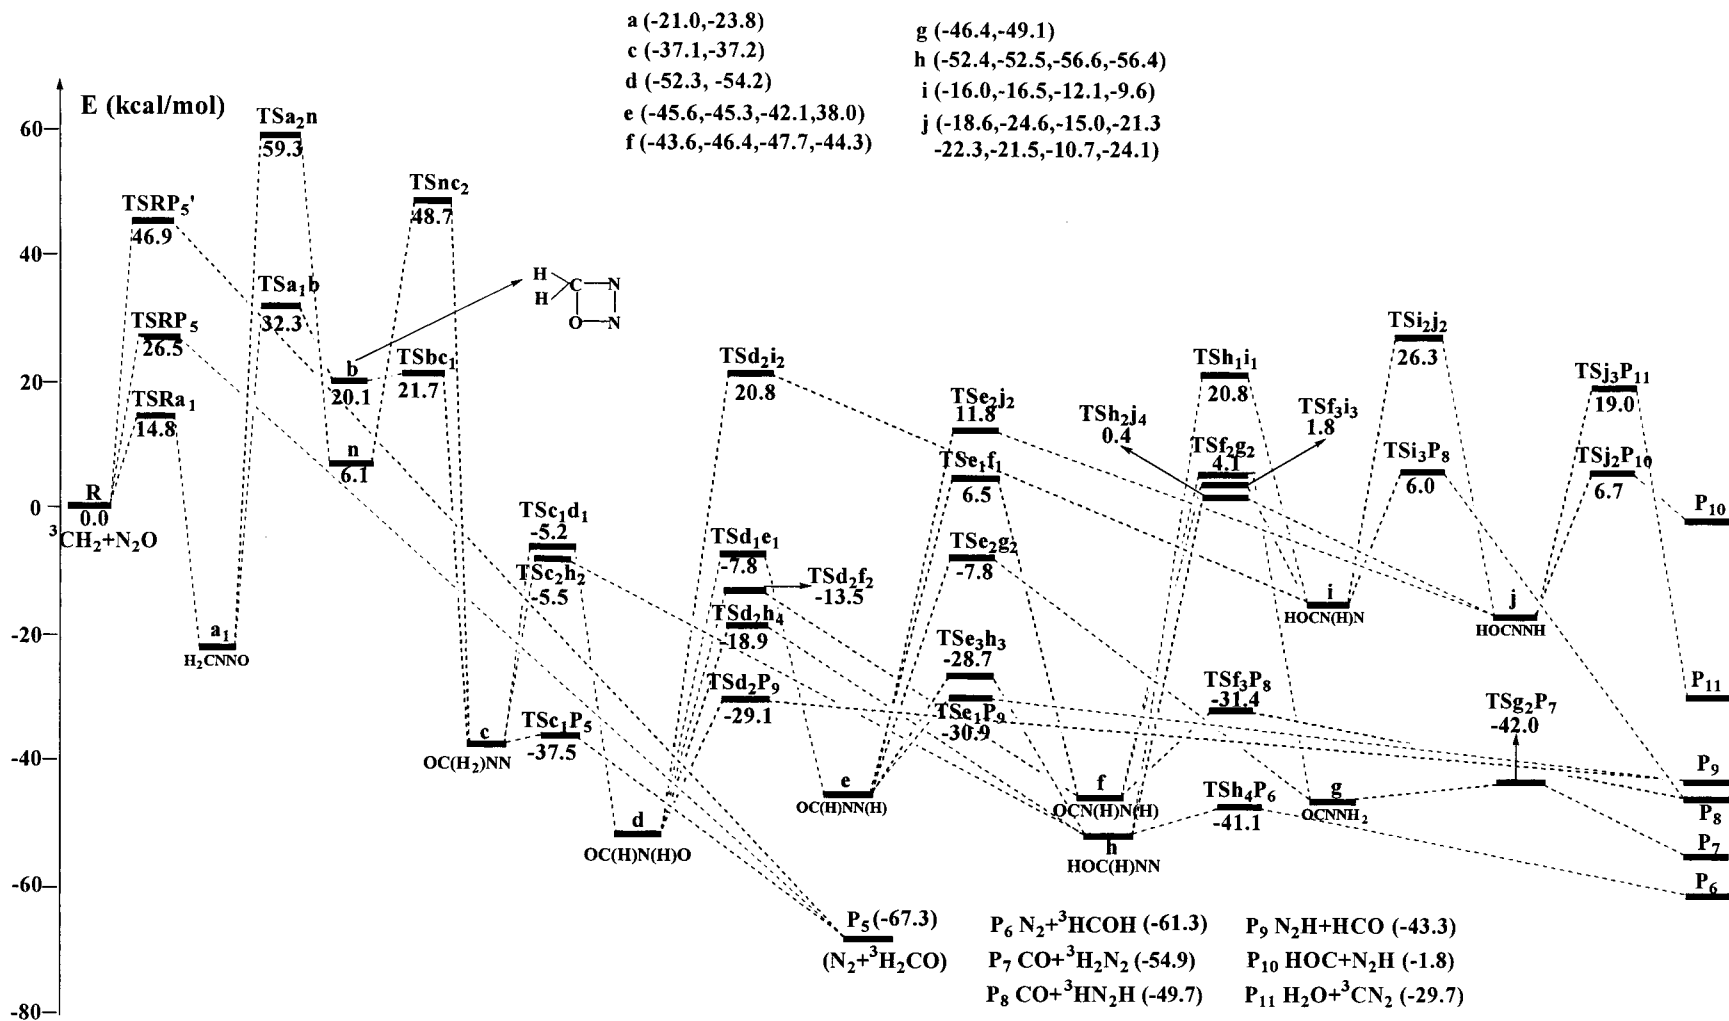 a (-21.0,-23.8)
c (-37.1,-37.2)
d (-52.3, -54.2)
e (-45.6,-45.3,-42.1,38.0)
f (-43.6,-46.4,-47.7,-44.3)
g (-46.4,-49.1)
h (-52.4,-52.5,-56.6,-56.4)
i (-16.0,-16.5,-12.1,-9.6)
j (-18.6,-24.6,-15.0,-21.3
-22.3,-21.5,-10.7,-24.1)
E (kcal/mol)
60
40
20
0
-20
-40
-60
-80
R
0.0
³CH₂+N₂O
TSRP₅'
46.9
TSRP₅
26.5
TSRa₁
14.8
a₁
H₂CNNO
TSa₂n
59.3
TSa₁b
32.3
b
20.1
n
6.1
TSnc₂
48.7
TSbc₁
21.7
H
H
C
N
O
N
c
OC(H₂)NN
TSc₁d₁
-5.2
TSc₂h₂
-5.5
TSc₁P₅
-37.5
d
OC(H)N(H)O
TSd₂i₂
20.8
TSd₁e₁
-7.8
TSd₂f₂
-13.5
TSd₂h₄
-18.9
TSd₂P₉
-29.1
e
OC(H)NN(H)
P₅ (-67.3)
(N₂+³H₂CO)
TSe₂j₂
11.8
TSe₁f₁
6.5
TSe₂g₂
-7.8
TSe₃h₃
-28.7
TSe₁P₉
-30.9
f
OCN(H)N(H)
h
HOC(H)NN
TSh₂j₄
0.4
TSh₁i₁
20.8
TSf₂g₂
4.1
TSf₃i₃
1.8
TSf₃P₈
-31.4
TSh₄P₆
-41.1
i
HOCN(H)N
g
OCNNH₂
TSi₂j₂
26.3
TSi₃P₈
6.0
j
HOCNNH
TSg₂P₇
-42.0
TSj₃P₁₁
19.0
TSj₂P₁₀
6.7
P₁₀
P₁₁
P₉
P₈
P₇
P₆
P₆ N₂+³HCOH (-61.3)
P₇ CO+³H₂N₂ (-54.9)
P₈ CO+³HN₂H (-49.7)
P₉ N₂H+HCO (-43.3)
P₁₀ HOC+N₂H (-1.8)
P₁₁ H₂O+³CN₂ (-29.7)